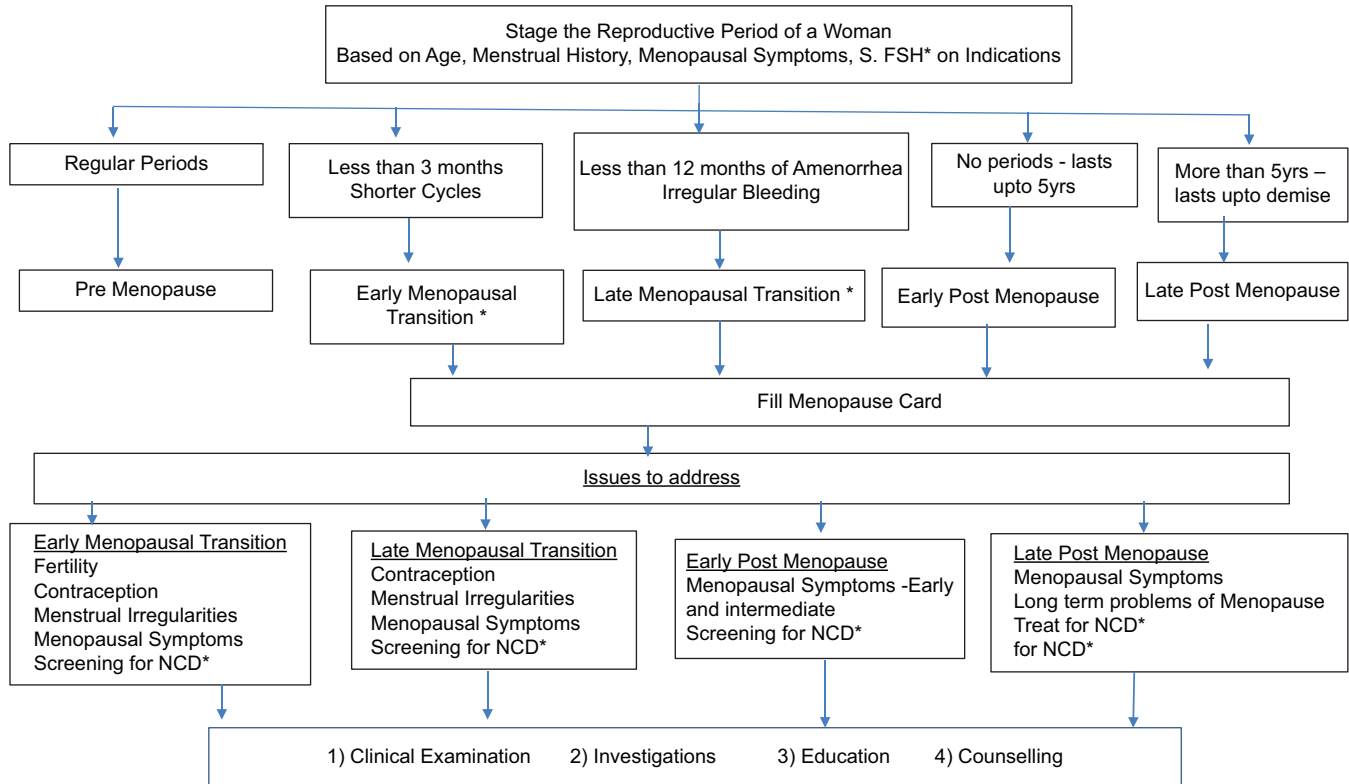 Stage the Reproductive Period of a Woman
Based on Age, Menstrual History, Menopausal Symptoms, S. FSH* on Indications
Regular Periods
Less than 3 months
Shorter Cycles
Less than 12 months of Amenorrhea
Irregular Bleeding
No periods - lasts
upto 5yrs
More than 5yrs –
lasts upto demise
Pre Menopause
Early Menopausal
Transition *
Late Menopausal Transition *
Early Post Menopause
Late Post Menopause
Fill Menopause Card
Issues to address
Early Menopausal Transition
Fertility
Contraception
Menstrual Irregularities
Menopausal Symptoms
Screening for NCD*
Late Menopausal Transition
Contraception
Menstrual Irregularities
Menopausal Symptoms
Screening for NCD*
Early Post Menopause
Menopausal Symptoms -Early
and intermediate
Screening for NCD*
Late Post Menopause
Menopausal Symptoms
Long term problems of Menopause
Treat for NCD*
for NCD*
1) Clinical Examination 2) Investigations 3) Education 4) Counselling